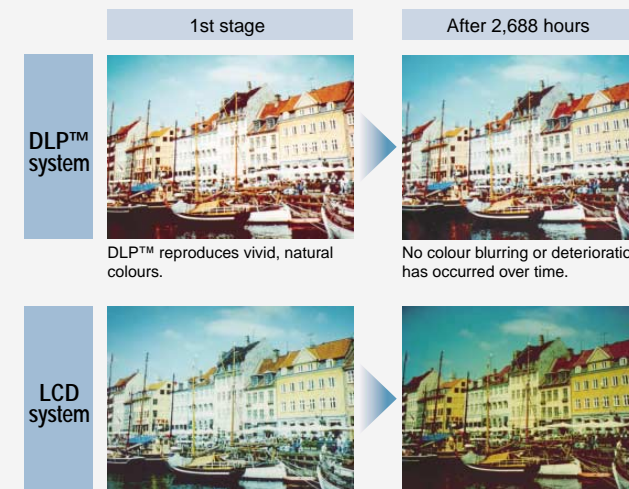 1st stage
After 2,688 hours
DLP™
system
DLP™ reproduces vivid, natural
colours.
No colour blurring or deterioratio
has occurred over time.
LCD
system